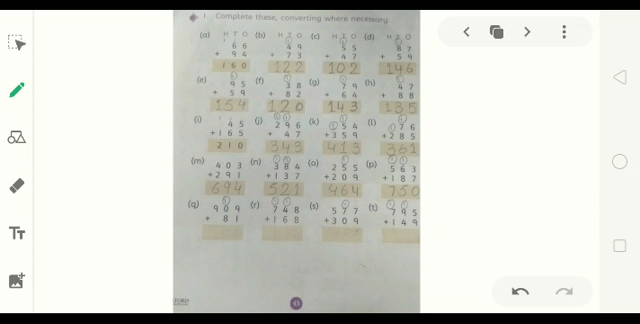 1 Complete these, converting where necessary.
(a) H T O (b) H T O (c) H T O (d) H T O
6 6 4 9 5 5 8 7
+ 9 4 + 7 3 + 4 7 + 5 9
1 6 0 1 2 2 1 0 2 1 4 6
(e) 9 5 (f) 3 8 (g) 7 9 (h) 4 7
+ 5 9 + 8 2 + 6 4 + 8 8
1 5 4 1 2 0 1 4 3 1 3 5
(i) 4 5 (j) 2 9 6 (k) 5 4 (l) 7 6
+ 1 6 5 + 4 7 + 3 5 9 + 2 8 5
2 1 0 3 4 3 4 1 3 3 6 1
(m) 4 0 3 (n) 3 8 4 (o) 2 5 5 (p) 5 6 3
+ 2 9 1 + 1 3 7 + 2 0 9 + 1 8 7
6 9 4 5 2 1 4 6 4 7 5 0
(q) 9 0 9 (r) 7 4 8 (s) 5 7 7 (t) 7 9 5
+ 8 1 + 1 6 8 + 3 0 9 + 1 4 9
FORD
43
Tт